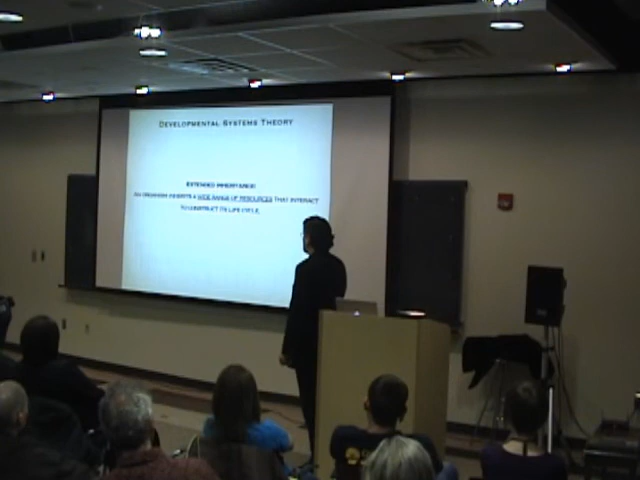 Developmental Systems Theory
Extended Inheritance:
An organism inherits a wide range of resources that interact
to construct its life cycle.